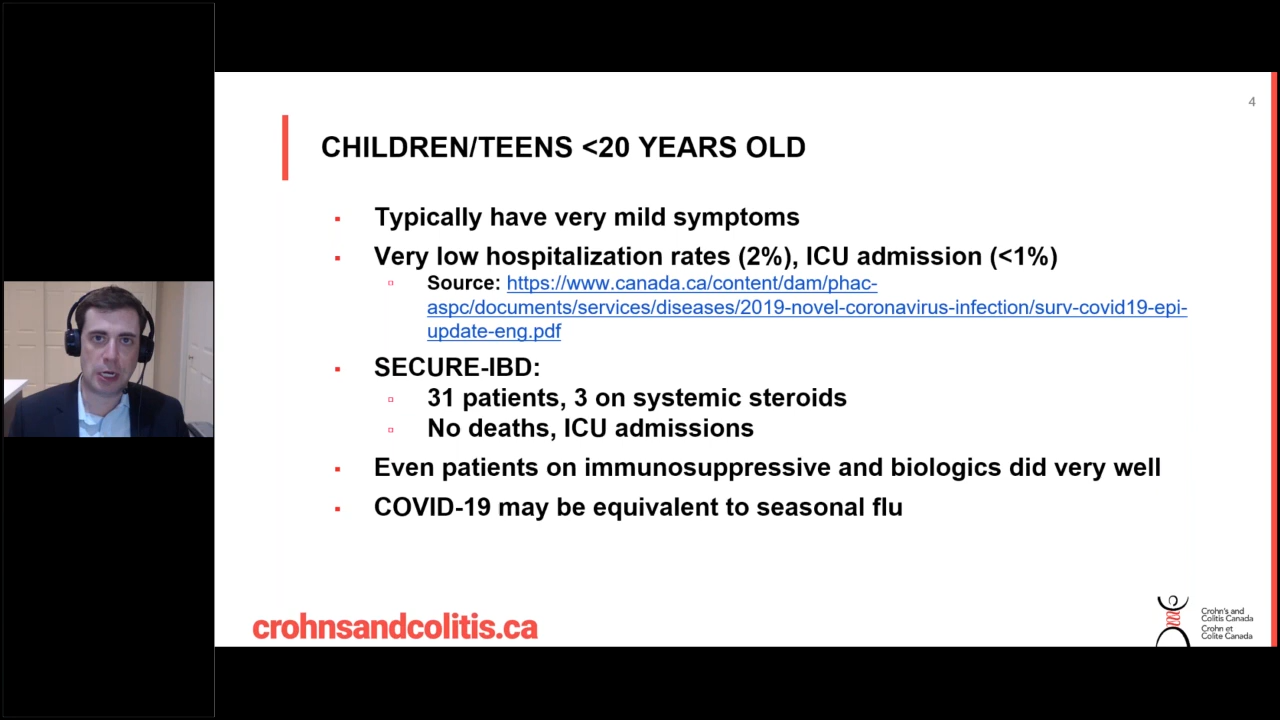 4
CHILDREN/TEENS <20 YEARS OLD
Typically have very mild symptoms
Very low hospitalization rates (2%), ICU admission (<1%)
Source: https://www.canada.ca/content/dam/phac-
aspc/documents/services/diseases/2019-novel-coronavirus-infection/surv-covid19-epi-
update-eng.pdf
SECURE-IBD:
31 patients, 3 on systemic steroids
No deaths, ICU admissions
Even patients on immunosuppressive and biologics did very well
COVID-19 may be equivalent to seasonal flu
crohnsandcolitis.ca
Crohn's and
Colitis Canada
Crohn et
Colite Canada